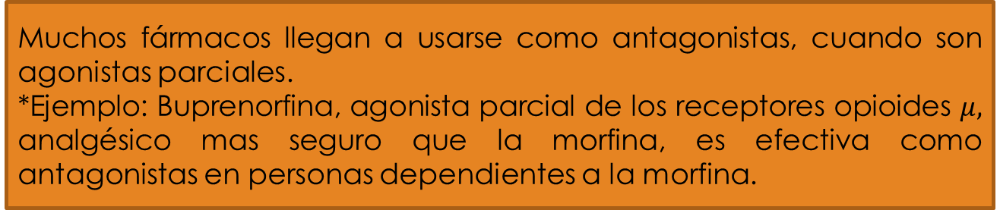 Muchos fármacos llegan a usarse como antagonistas, cuando son
agonistas parciales.
*Ejemplo: Buprenorfina, agonista parcial de los receptores opioides 𝜇,
analgésico mas seguro que la morfina, es efectiva como
antagonistas en personas dependientes a la morfina.